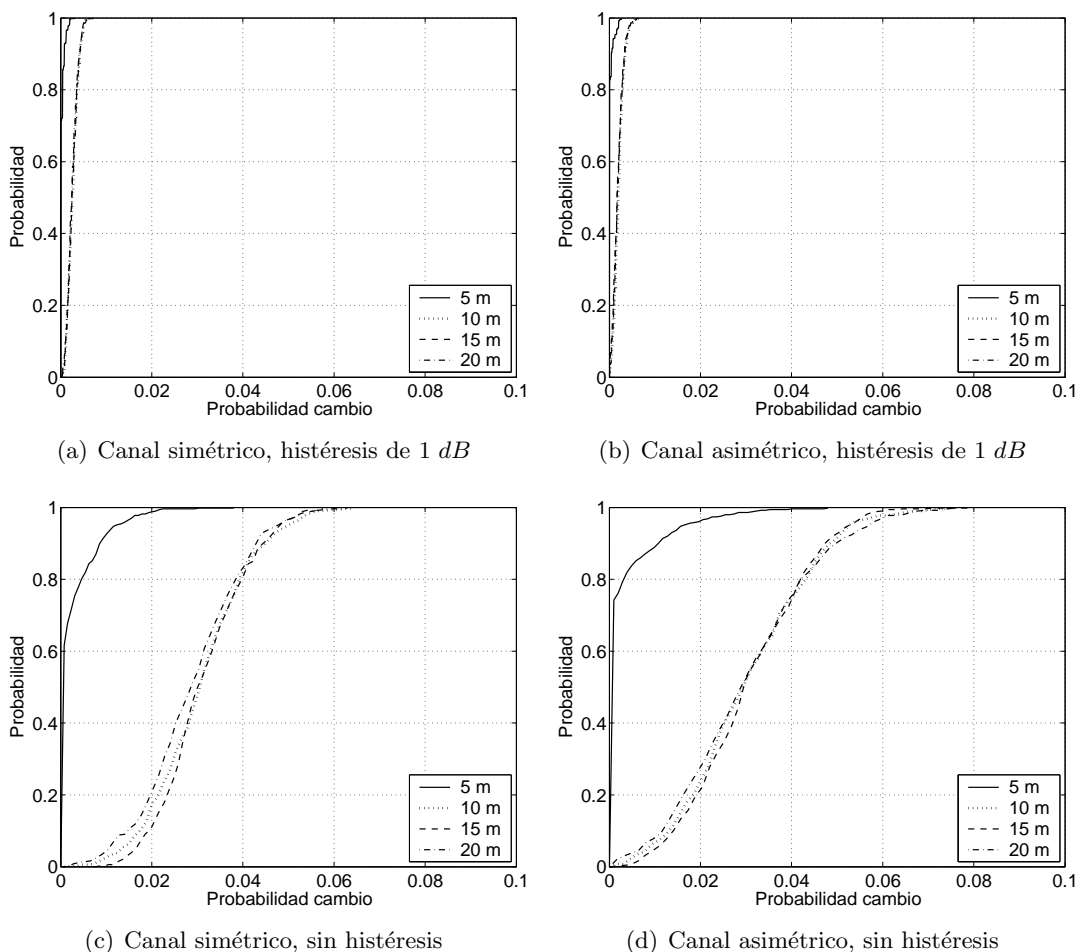 1
0.8
0.6
0.4
0.2
0
Probabilidad
0 0.02 0.04 0.06 0.08 0.1
Probabilidad cambio
5 m
10 m
15 m
20 m
(a) Canal simétrico, histéresis de 1 dB
1
0.8
0.6
0.4
0.2
0
Probabilidad
0 0.02 0.04 0.06 0.08 0.1
Probabilidad cambio
5 m
10 m
15 m
20 m
(b) Canal asimétrico, histéresis de 1 dB
1
0.8
0.6
0.4
0.2
0
Probabilidad
0 0.02 0.04 0.06 0.08 0.1
Probabilidad cambio
5 m
10 m
15 m
20 m
(c) Canal simétrico, sin histéresis
1
0.8
0.6
0.4
0.2
0
Probabilidad
0 0.02 0.04 0.06 0.08 0.1
Probabilidad cambio
5 m
10 m
15 m
20 m
(d) Canal asimétrico, sin histéresis